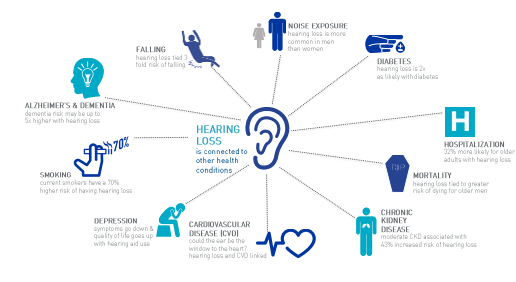 NOISE EXPOSURE
hearing loss is more
common in men
than women
FALLING
hearing loss tied 3
fold risk of falling
DIABETES
hearing loss is 2x
as likely with diabetes
ALZHEIMER'S & DEMENTIA
dementia risk may be up to
5x higher with hearing loss
H
HEARING
LOSS
is connected to
other health
conditions
HOSPITALIZATION
32% more likely for older
adults with hearing loss
70%
SMOKING
current smokers have a 70%
higher risk of having hearing loss
RIP
MORTALITY
hearing loss tied to greater
risk of dying for older men
DEPRESSION
symptoms go down &
quality of life goes up
with hearing aid use
CARDIOVASCULAR
DISEASE (CVD)
could the ear be the
window to the heart?
hearing loss and CVD linked
CHRONIC
KIDNEY
DISEASE
moderate CKD associated with
43% increased risk of hearing loss